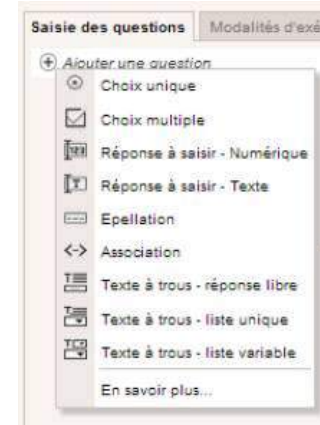 Saisie des questions
Modalités d'exé
Ajouter une question
Choix unique
Choix multiple
Réponse à saisir - Numérique
Réponse à saisir - Texte
Epellation
Association
Texte à trous - réponse libre
Texte à trous - liste unique
Texte à trous - liste variable
En savoir plus...